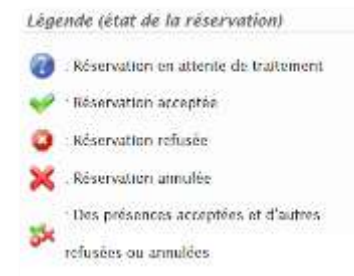 Légende (état de la réservation)
: Réservation en attente de traitement
: Réservation acceptée
: Réservation refusée
: Réservation annulée
: Des présences acceptées et d'autres
refusées ou annulées